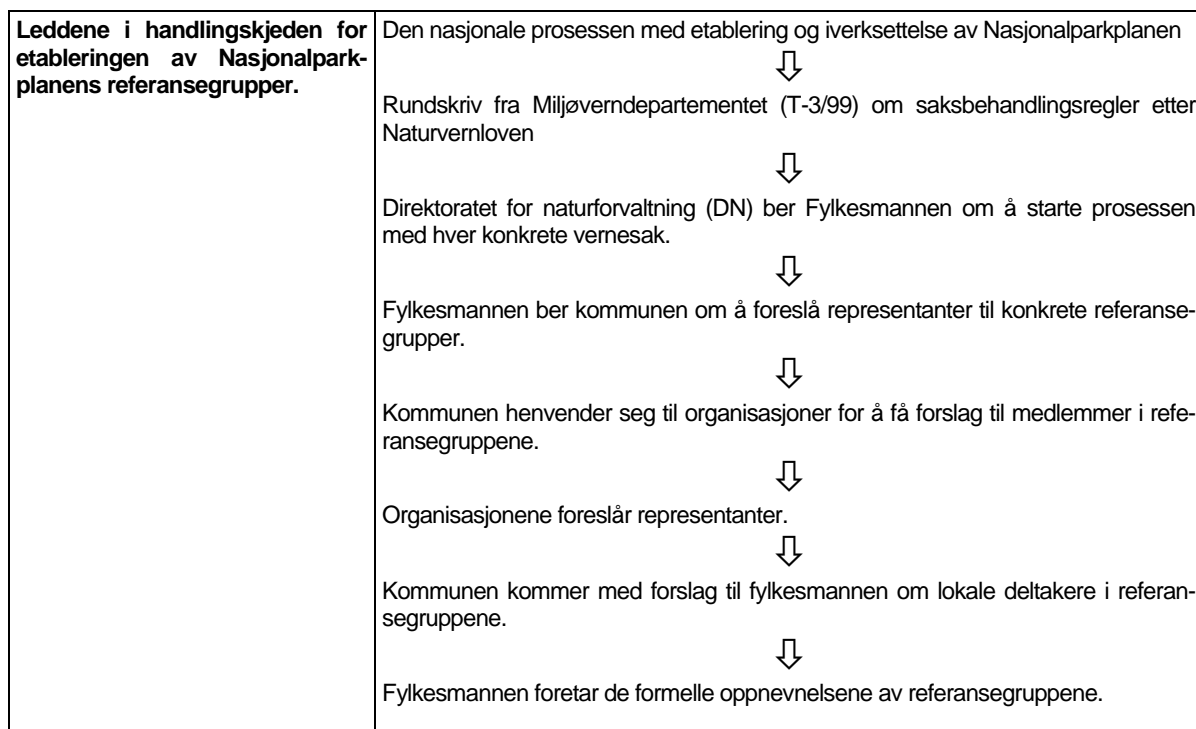 Leddene i handlingskjeden for
etableringen av Nasjonalpark-
planens referansegrupper.
Den nasjonale prosessen med etablering og iverksettelse av Nasjonalparkplanen
⇩
Rundskriv fra Miljøverndepartementet (T-3/99) om saksbehandlingsregler etter
Naturvernloven
⇩
Direktoratet for naturforvaltning (DN) ber Fylkesmannen om å starte prosessen
med hver konkrete vernesak.
⇩
Fylkesmannen ber kommunen om å foreslå representanter til konkrete referanse-
grupper.
⇩
Kommunen henvender seg til organisasjoner for å få forslag til medlemmer i refe-
ransegruppene.
⇩
Organisasjonene foreslår representanter.
⇩
Kommunen kommer med forslag til fylkesmannen om lokale deltakere i referan-
segruppene.
⇩
Fylkesmannen foretar de formelle oppnevnelsene av referansegruppene.